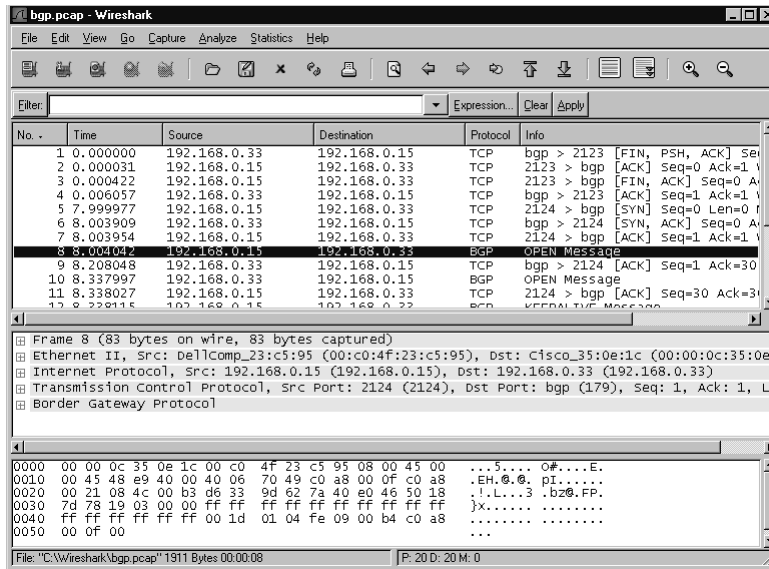 bgp.pcap - Wireshark
File Edit View Go Capture Analyze Statistics Help
Filter: Expression... Clear Apply
No. - Time Source Destination Protocol Info
1 0.000000 192.168.0.33 192.168.0.15 TCP bgp > 2123 [FIN, PSH, ACK] Se
2 0.000031 192.168.0.15 192.168.0.33 TCP 2123 > bgp [ACK] Seq=0 Ack=1
3 0.000422 192.168.0.15 192.168.0.33 TCP 2123 > bgp [FIN, ACK] Seq=0 A
4 0.006057 192.168.0.33 192.168.0.15 TCP bgp > 2123 [ACK] Seq=1 Ack=1
5 7.999977 192.168.0.15 192.168.0.33 TCP 2124 > bgp [SYN] Seq=0 Len=0
6 8.003909 192.168.0.33 192.168.0.15 TCP bgp > 2124 [SYN, ACK] Seq=0 A
7 8.003954 192.168.0.15 192.168.0.33 TCP 2124 > bgp [ACK] Seq=1 Ack=1
8 8.004042 192.168.0.15 192.168.0.33 BGP OPEN Message
9 8.208048 192.168.0.33 192.168.0.15 TCP bgp > 2124 [ACK] Seq=1 Ack=30
10 8.337997 192.168.0.33 192.168.0.15 BGP OPEN Message
11 8.338027 192.168.0.15 192.168.0.33 TCP 2124 > bgp [ACK] Seq=30 Ack=3
12 8.338115 192.168.0.15 192.168.0.33 BGP KEEPALIVE Message
Frame 8 (83 bytes on wire, 83 bytes captured)
Ethernet II, Src: DellComp_23:c5:95 (00:c0:4f:23:c5:95), Dst: Cisco_35:0e:1c (00:00:0c:35:0e
Internet Protocol, Src: 192.168.0.15 (192.168.0.15), Dst: 192.168.0.33 (192.168.0.33)
Transmission Control Protocol, Src Port: 2124 (2124), Dst Port: bgp (179), Seq: 1, Ack: 1, L
Border Gateway Protocol
0000 00 00 0c 35 0e 1c 00 c0 4f 23 c5 95 08 00 45 00 ...5.... O#....E.
0010 00 45 48 e9 40 00 40 06 70 49 c0 a8 00 0f c0 a8 .EH.@.@. pI......
0020 00 21 08 4c 00 b3 d6 33 9d 62 7a 40 e0 46 50 18 .!.L...3 .bz@.FP.
0030 7d 78 19 03 00 00 ff ff ff ff ff ff ff ff ff ff }x...... ........
0040 ff ff ff ff ff ff 00 1d 01 04 fe 09 00 b4 c0 a8 ........ ........
0050 00 0f 00 ...
File: "C:\Wireshark\bgp.pcap" 1911 Bytes 00:00:08 P: 20 D: 20 M: 0